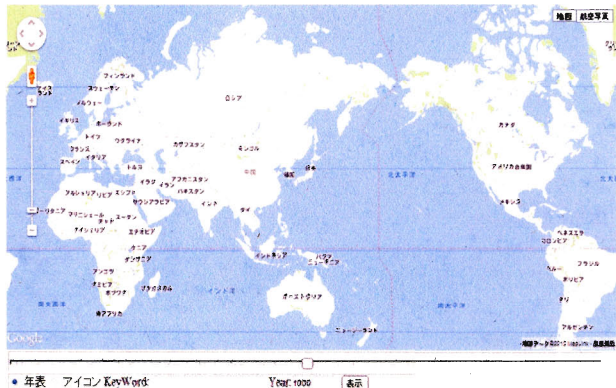 地図 航空写真
フィンランド
スウェーデン
ノルウェー
ロシア
イギリス
ポーランド
ドイツ
フランス
ウクライナ
カザフスタン
モンゴル
カナダ
スペイン
イタリア
トルコ
中国
韓国
日本
北太平洋
アメリカ合衆国
アルジェリア
リビア
エジプト
イラク
イラン
アフガニスタン
パキスタン
サウジアラビア
インド
タイ
メキシコ
モーリタニア
マリ
ニジェール
チャド
スーダン
ナイジェリア
エチオピア
ベネズエラ
コロンビア
ケニア
タンザニア
インドネシア
パプア
ニューギニア
ペルー
ブラジル
ボリビア
アンゴラ
ナミビア
ボツワナ
マダガスカル
インド洋
オーストラリア
南大西洋
南太平洋
チリ
南アフリカ
ニュージーランド
アルゼンチン
Google
年表 アイコン KeyWord: Year: 1000 表示